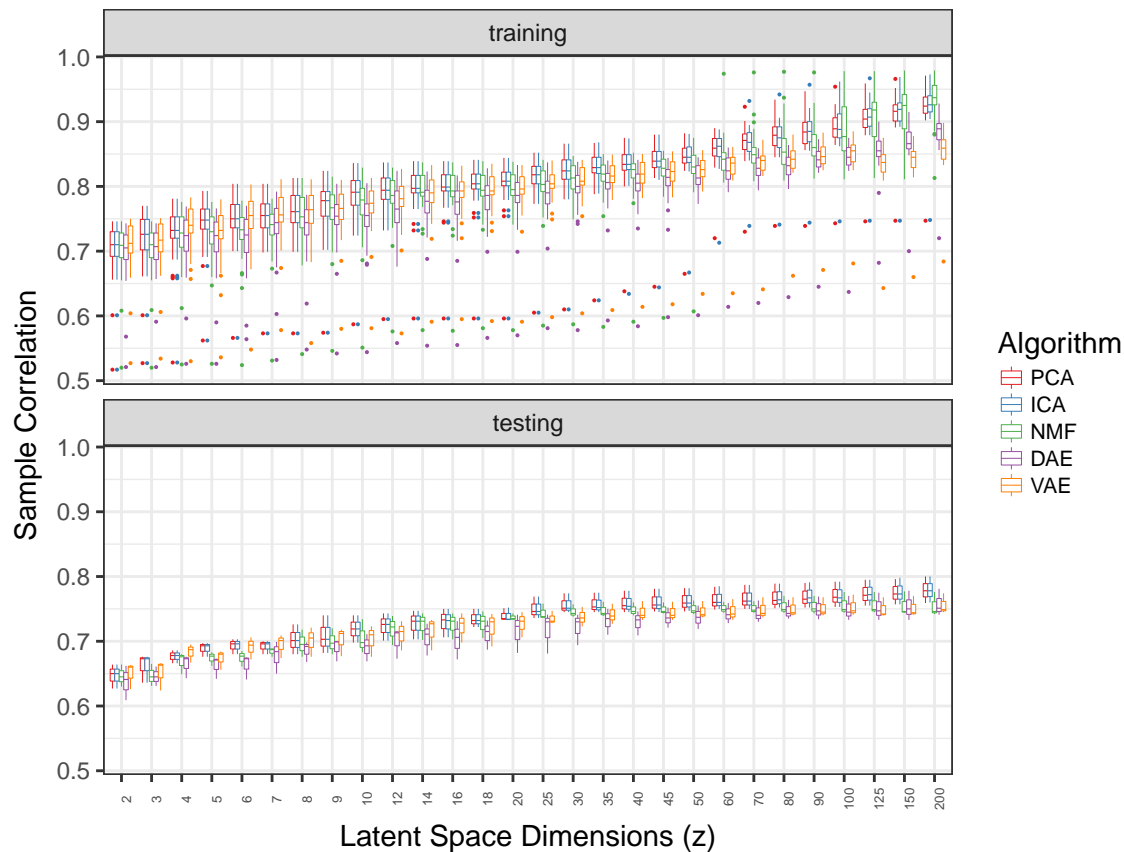 training
1.0
0.9
0.8
0.7
0.6
0.5
testing
1.0
0.9
0.8
0.7
0.6
0.5
Sample Correlation
2 3 4 5 6 7 8 9 10 12 14 16 18 20 25 30 35 40 45 50 60 70 80 90 100 125 150 200
Latent Space Dimensions (z)
Algorithm
PCA
ICA
NMF
DAE
VAE